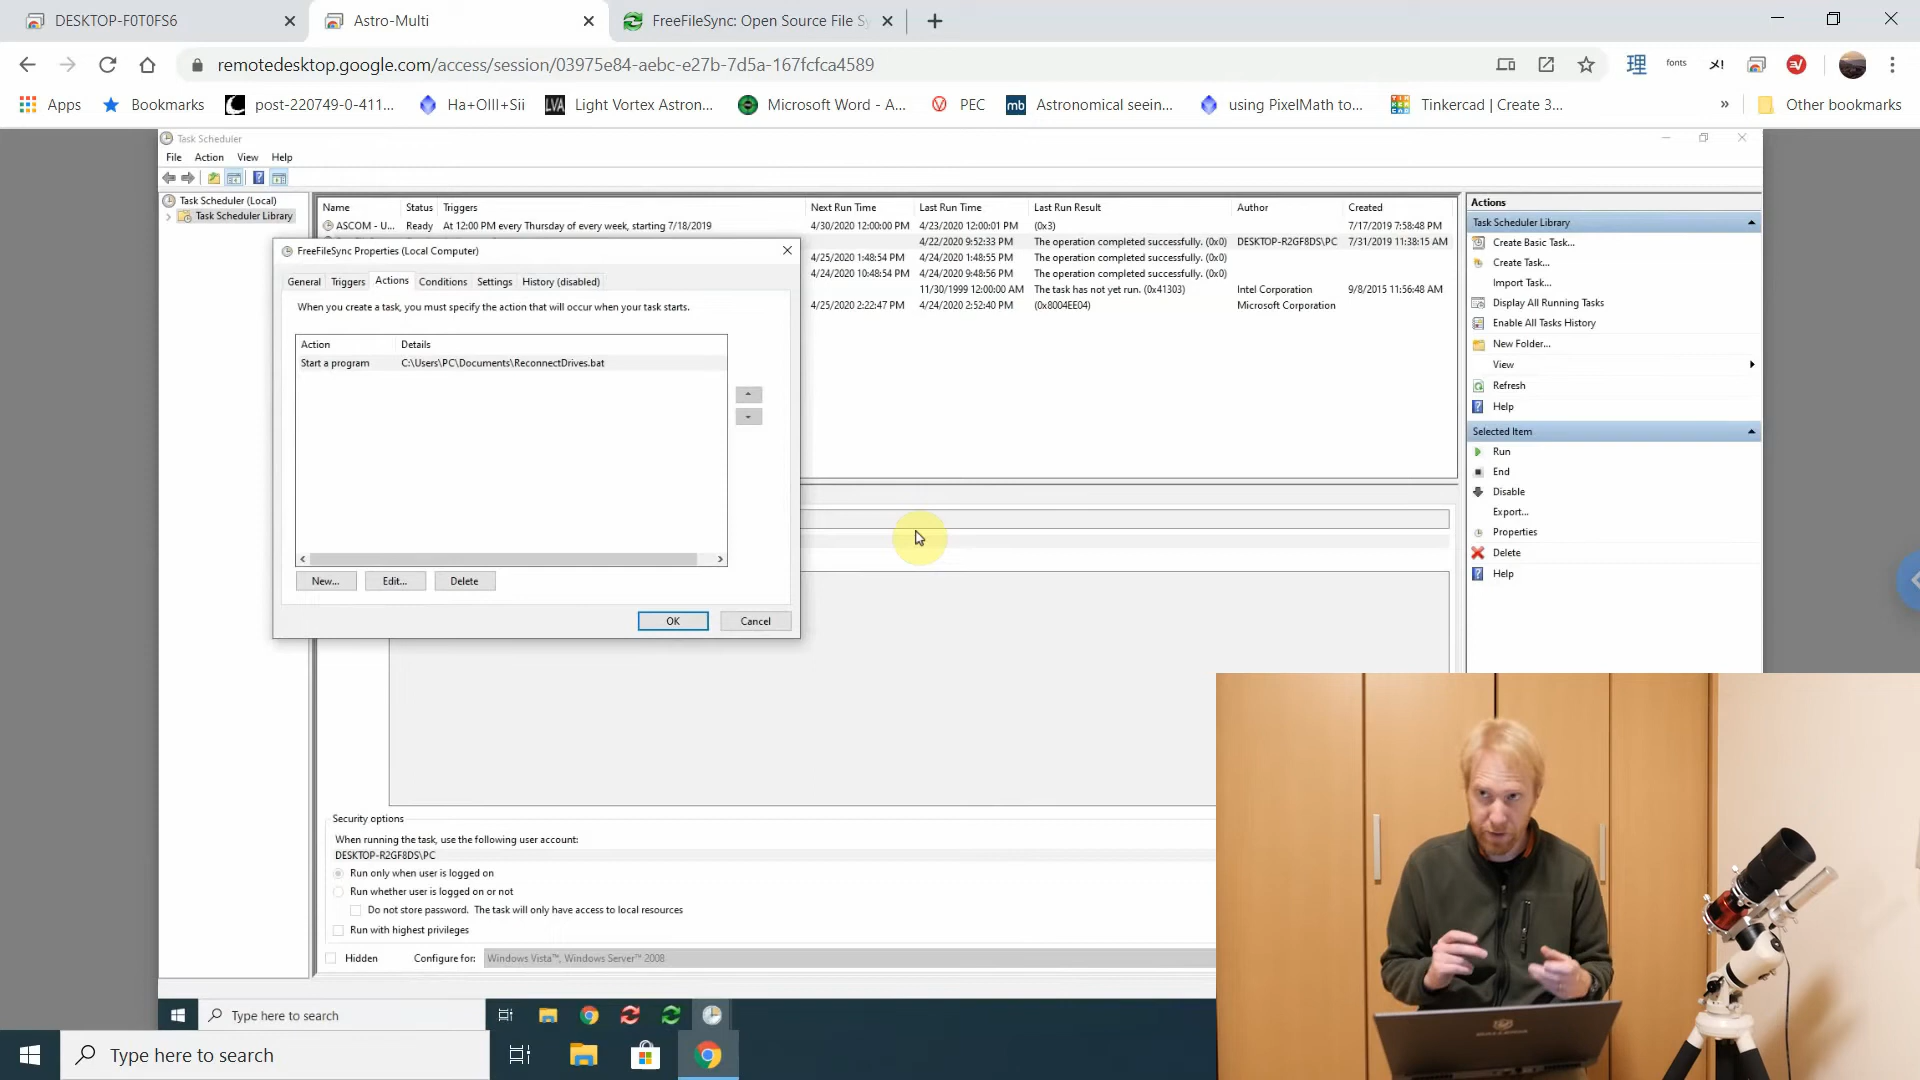 DESKTOP-F0T0FS6
Astro-Multi
FreeFileSync: Open Source File Sy
remotedesktop.google.com/access/session/03975e84-aebc-e27b-7d5a-167fcfca4589
fonts
Apps
Bookmarks
post-220749-0-411...
Ha+OIII+Sii
LVA
Light Vortex Astron...
Microsoft Word - A...
PEC
mb
Astronomical seein...
using PixelMath to...
Tinkercad | Create 3...
»
Other bookmarks
Task Scheduler
File Action View Help
Task Scheduler (Local)
Task Scheduler Library
Name Status Triggers Next Run Time Last Run Time Last Run Result Author Created
ASCOM - U... Ready At 12:00 PM every Thursday of every week, starting 7/18/2019 4/30/2020 12:00:00 PM 4/23/2020 12:00:01 PM (0x3) 7/17/2019 7:58:48 PM
4/22/2020 9:52:33 PM The operation completed successfully. (0x0) DESKTOP-R2GF8DS\PC 7/31/2019 11:38:15 AM
4/25/2020 1:48:54 PM 4/24/2020 1:48:55 PM The operation completed successfully. (0x0)
4/24/2020 10:48:54 PM 4/24/2020 9:48:56 PM The operation completed successfully. (0x0)
11/30/1999 12:00:00 AM The task has not yet run. (0x41303) Intel Corporation 9/8/2015 11:56:48 AM
4/25/2020 2:22:47 PM 4/24/2020 2:52:40 PM (0x8004EE04) Microsoft Corporation
FreeFileSync Properties (Local Computer)
General Triggers Actions Conditions Settings History (disabled)
When you create a task, you must specify the action that will occur when your task starts.
Action Details
Start a program C:\Users\PC\Documents\ReconnectDrives.bat
New... Edit... Delete
OK Cancel
Actions
Task Scheduler Library
Create Basic Task...
Create Task...
Import Task...
Display All Running Tasks
Enable All Tasks History
New Folder...
View
Refresh
Help
Selected Item
Run
End
Disable
Export...
Properties
Delete
Help
Security options
When running the task, use the following user account:
DESKTOP-R2GF8DS\PC
Run only when user is logged on
Run whether user is logged on or not
Do not store password. The task will only have access to local resources
Run with highest privileges
Hidden Configure for: Windows Vista™, Windows Server™ 2008
Type here to search
Type here to search